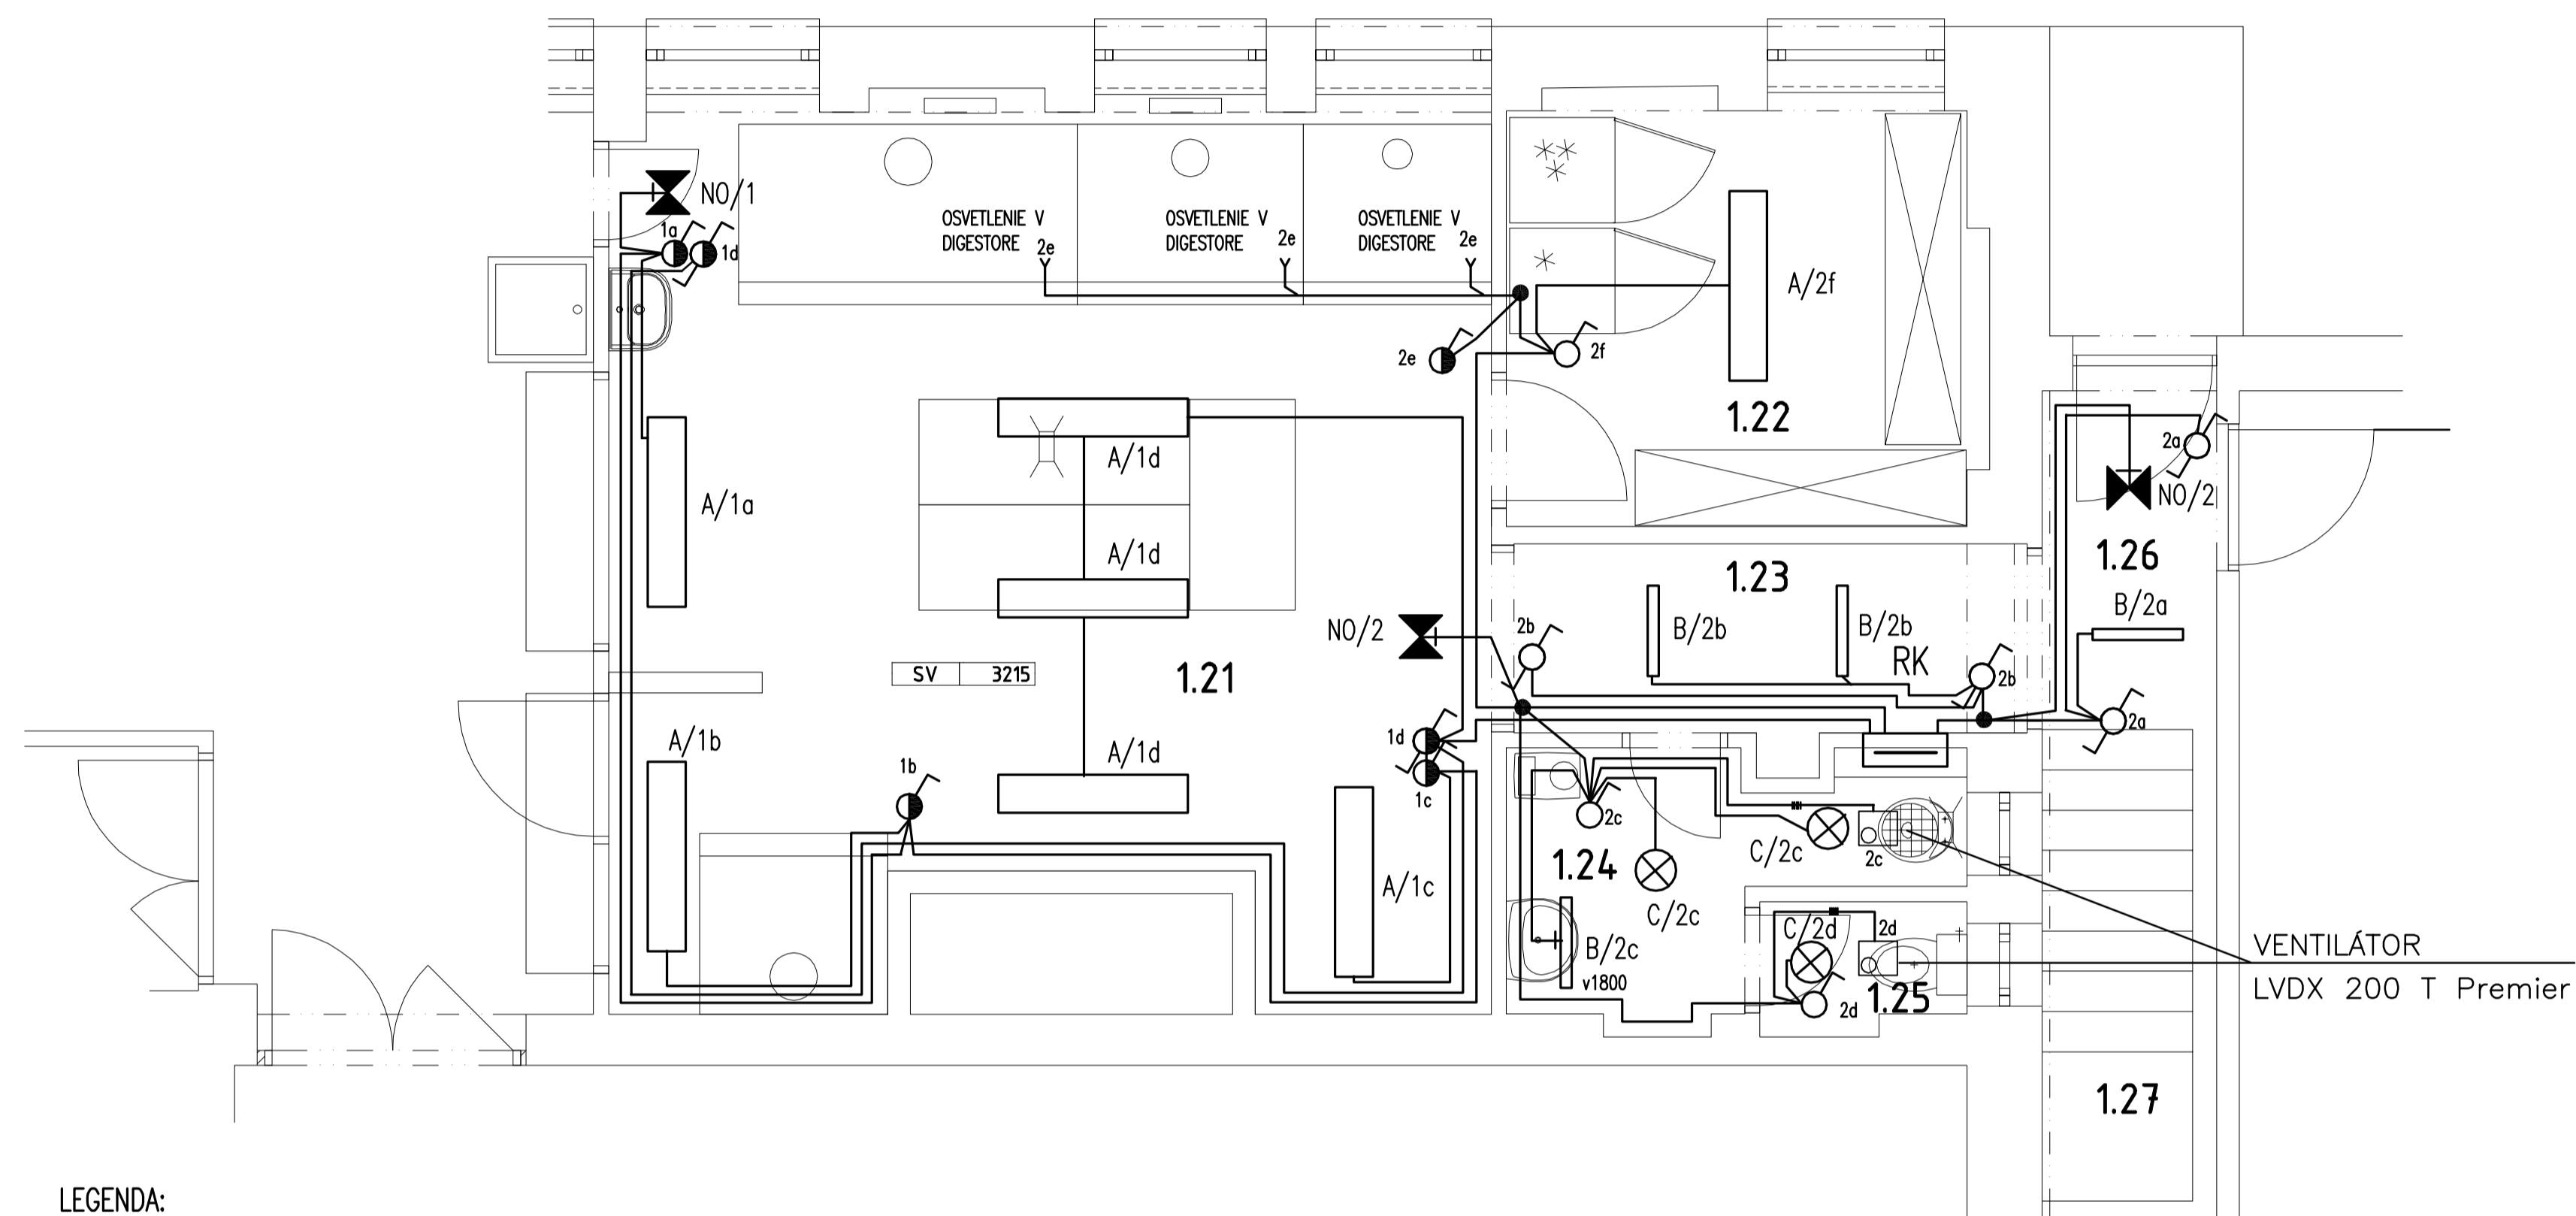 NO/1
1a
1d
OSVETLENIE V
DIGESTORE
2e
OSVETLENIE V
DIGESTORE
2e
OSVETLENIE V
DIGESTORE
2e
2e
2f
A/2f
1.22
A/1a
A/1d
A/1d
A/1d
SV 3215
1.21
NO/2
A/1b
1b
1d
1c
A/1c
1.23
2b
B/2b
B/2b
RK
2b
2a
NO/2
1.26
B/2a
2a
2c
1.24
C/2c
C/2c
2c
B/2c
v1800
C/2d
2d
2d
1.25
VENTILÁTOR
LVDX 200 T Premier
1.27
LEGENDA: